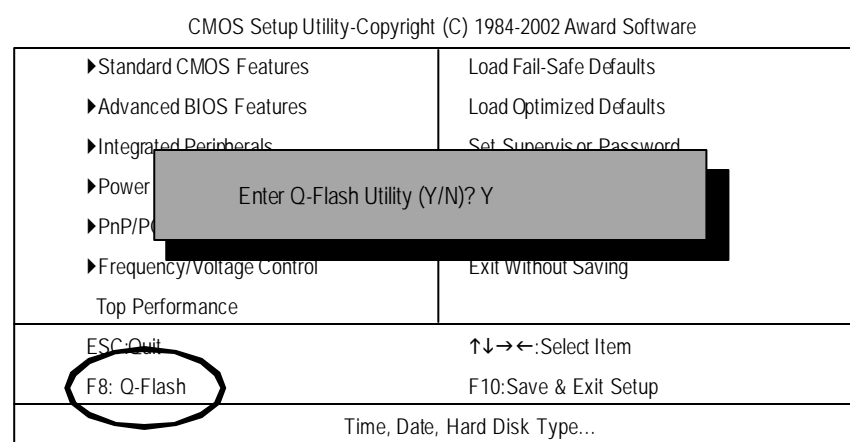 CMOS Setup Utility-Copyright (C) 1984-2002 Award Software
▶Standard CMOS Features
Load Fail-Safe Defaults
▶Advanced BIOS Features
Load Optimized Defaults
▶Integrated Peripherals
Set Supervisor Password
▶Power
Enter Q-Flash Utility (Y/N)? Y
▶PnP/P
▶Frequency/Voltage Control
Exit Without Saving
Top Performance
ESC:Quit
↑↓→←:Select Item
F8: Q-Flash
F10:Save & Exit Setup
Time, Date, Hard Disk Type...